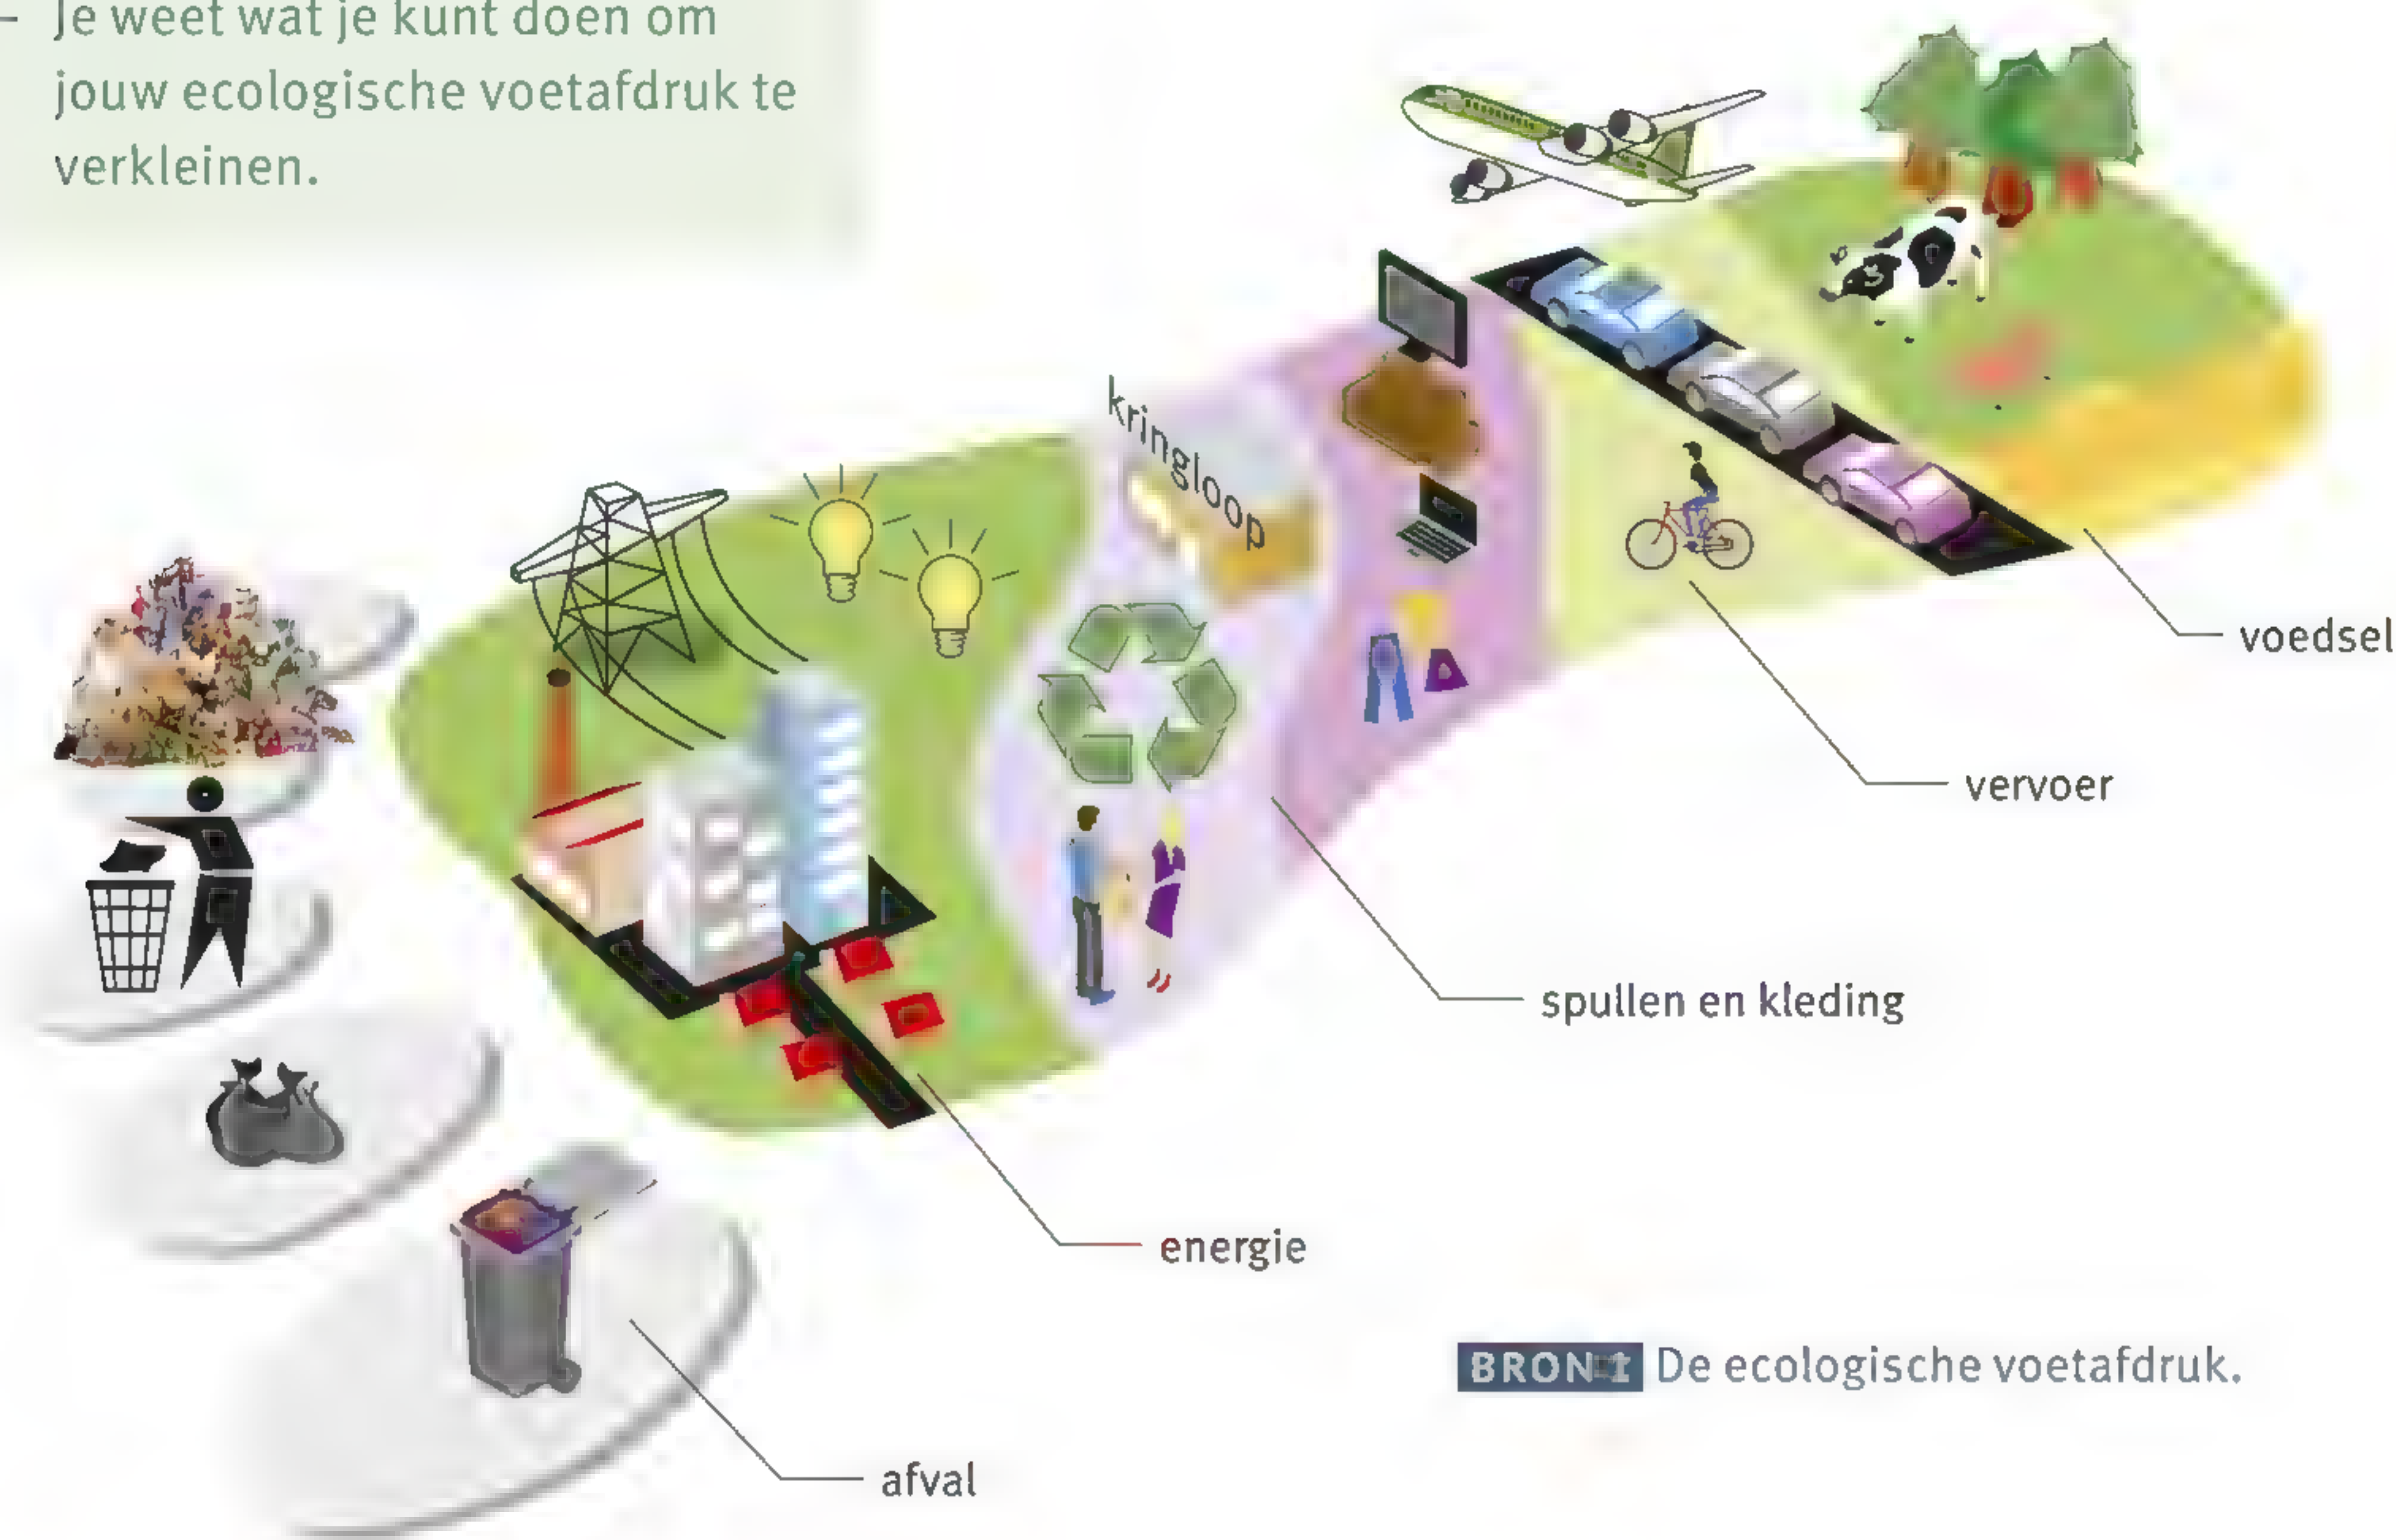 – Je weet wat je kunt doen om
jouw ecologische voetafdruk te
verkleinen.
kringloop
voedsel
vervoer
spullen en kleding
energie
afval
BRON 1 De ecologische voetafdruk.